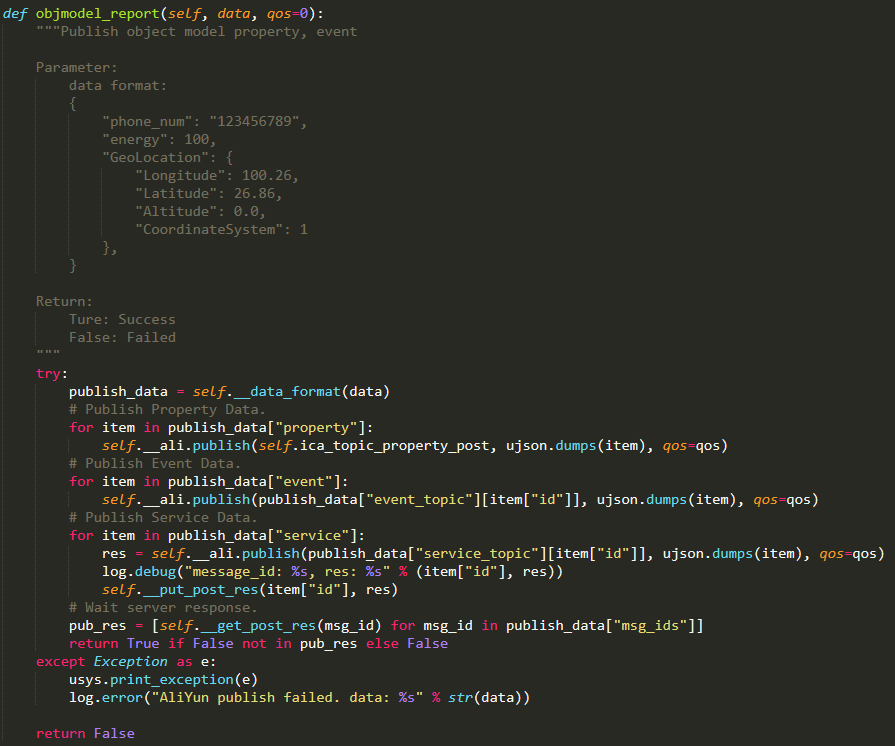 def objmodel_report(self, data, qos=0):
    """Publish object model property, event

    Parameter:
        data format:
        {
            "phone_num": "123456789",
            "energy": 100,
            "GeoLocation": {
                "Longitude": 100.26,
                "Latitude": 26.86,
                "Altitude": 0.0,
                "CoordinateSystem": 1
            },
        }

    Return:
        Ture: Success
        False: Failed
    """
    try:
        publish_data = self.__data_format(data)
        # Publish Property Data.
        for item in publish_data["property"]:
            self.__ali.publish(self.ica_topic_property_post, ujson.dumps(item), qos=qos)
        # Publish Event Data.
        for item in publish_data["event"]:
            self.__ali.publish(publish_data["event_topic"][item["id"]], ujson.dumps(item), qos=qos)
        # Publish Service Data.
        for item in publish_data["service"]:
            res = self.__ali.publish(publish_data["service_topic"][item["id"]], ujson.dumps(item), qos=qos)
            log.debug("message_id: %s, res: %s" % (item["id"], res))
            self.__put_post_res(item["id"], res)
        # Wait server response.
        pub_res = [self.__get_post_res(msg_id) for msg_id in publish_data["msg_ids"]]
        return True if False not in pub_res else False
    except Exception as e:
        usys.print_exception(e)
        log.error("AliYun publish failed. data: %s" % str(data))

    return False